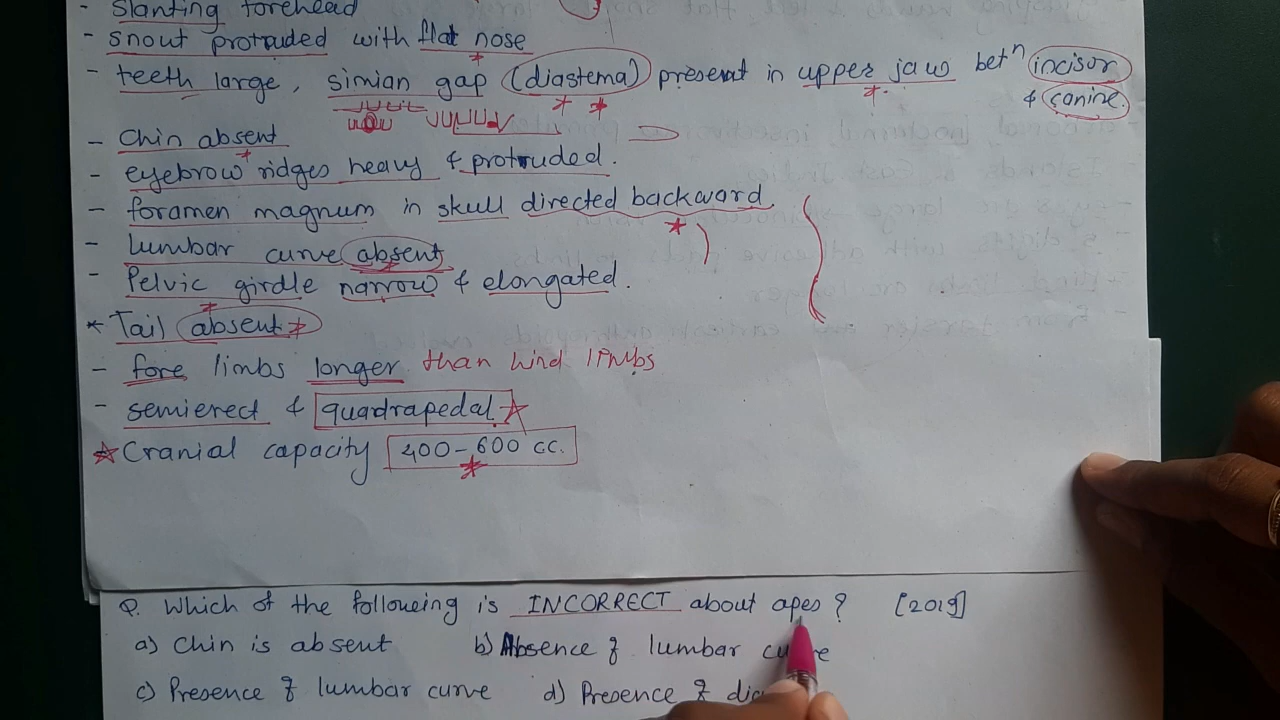 - slanting forehead
- snout protruded with flat nose
- teeth large, simian gap (diastema) present in upper jaw betn incisor
& canine.
- Chin absent
- eyebrow ridges heavy & protruded.
- foramen magnum in skull directed backward.
- lumbar curve absent
- Pelvic girdle narrow & elongated.
* Tail absent
- fore limbs longer than hind limbs
- semierect & quadrapedal.
Cranial capacity 400-600 cc.
Q. Which of the following is INCORRECT about apes? [2019]
a) Chin is absent b) Absence of lumbar curve
c) Presence of lumbar curve d) Presence of